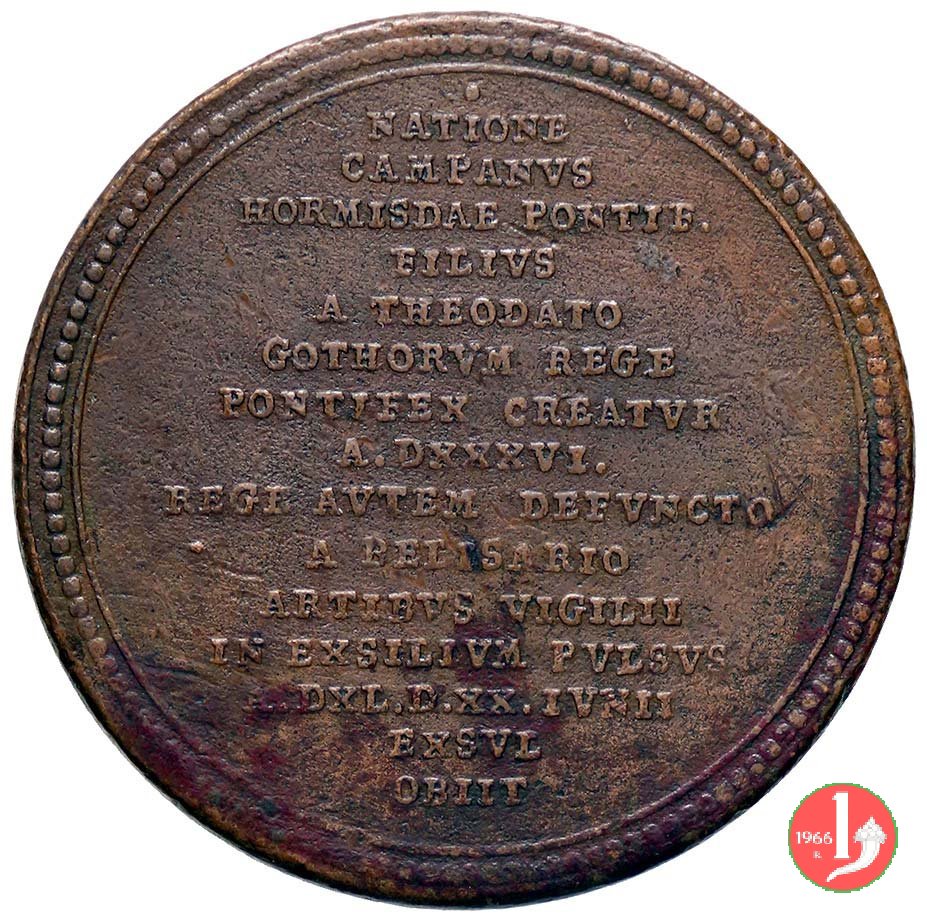 NATIONE
CAMPANVS
HORMISDAE PONTIF.
FILIVS
A THEODATO
GOTHORVM REGE
PONTIFEX CREATVR
A. DXXXVI.
REGE AVTEM DEFVNCTO
A BELISARIO
ARTIBVS VIGILII
IN EXSILIVM PVLSVS
A. DXL. D. XX. IVNII
EXSVL
OBIIT
1966